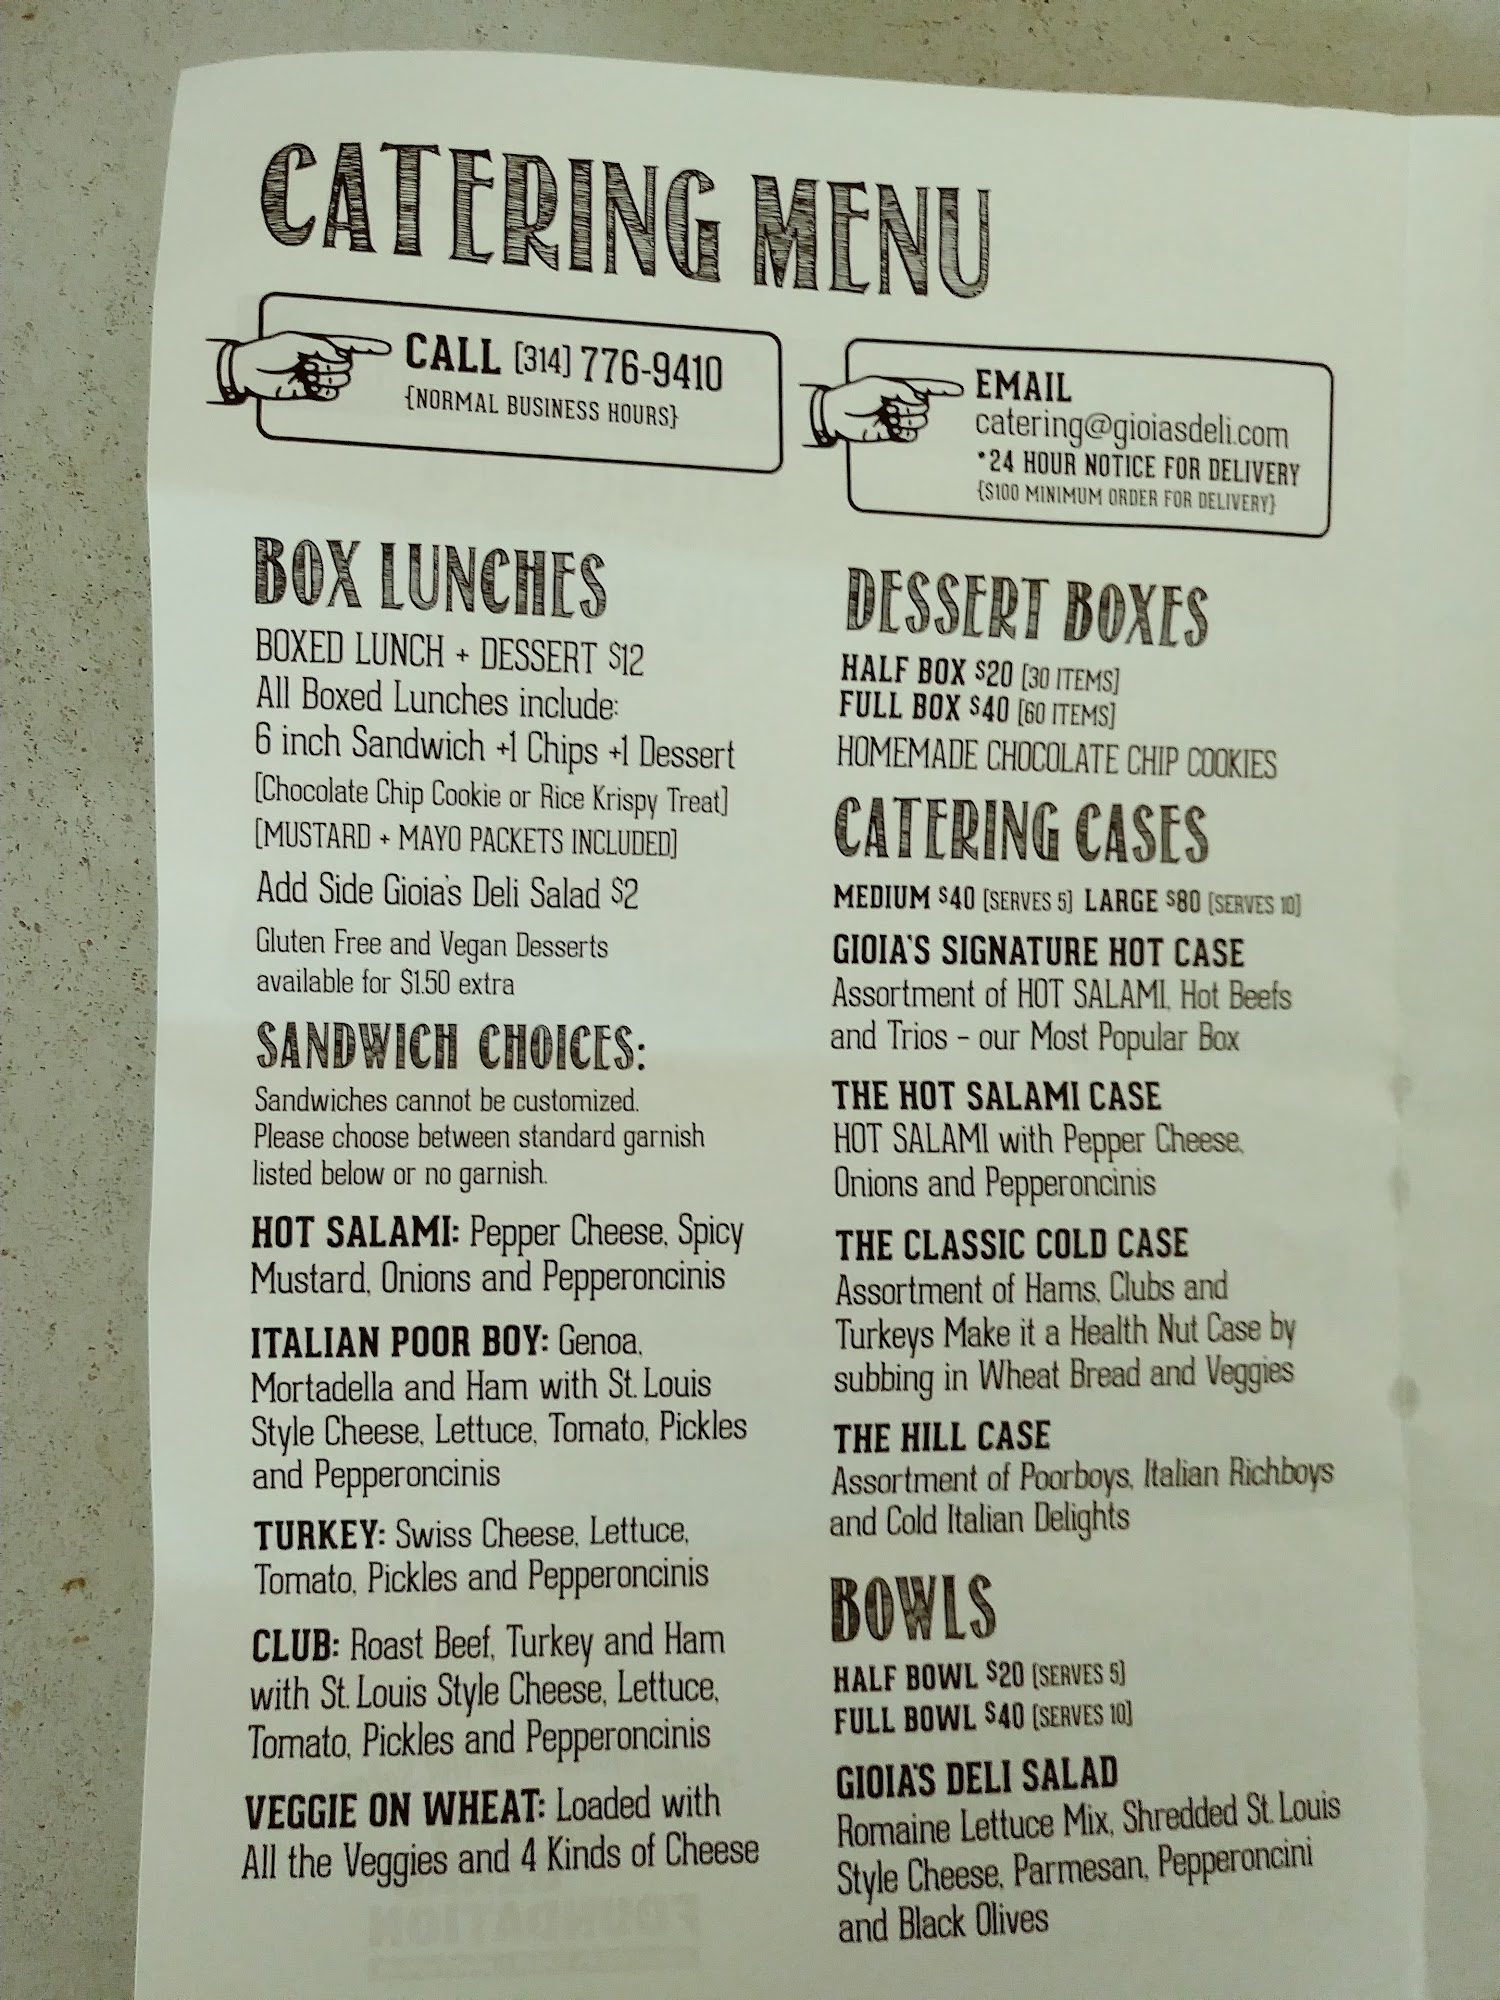 CATERING MENU
CALL [314] 776-9410
{NORMAL BUSINESS HOURS}
EMAIL
catering@gioiasdeli.com
*24 HOUR NOTICE FOR DELIVERY
{$100 MINIMUM ORDER FOR DELIVERY}
BOX LUNCHES
BOXED LUNCH + DESSERT $12
All Boxed Lunches include:
6 inch Sandwich +1 Chips +1 Dessert
[Chocolate Chip Cookie or Rice Krispy Treat]
[MUSTARD + MAYO PACKETS INCLUDED]
Add Side Gioia's Deli Salad $2
Gluten Free and Vegan Desserts
available for $1.50 extra
SANDWICH CHOICES:
Sandwiches cannot be customized.
Please choose between standard garnish
listed below or no garnish.
HOT SALAMI: Pepper Cheese, Spicy
Mustard, Onions and Pepperoncinis
ITALIAN POOR BOY: Genoa,
Mortadella and Ham with St. Louis
Style Cheese, Lettuce, Tomato, Pickles
and Pepperoncinis
TURKEY: Swiss Cheese, Lettuce,
Tomato, Pickles and Pepperoncinis
CLUB: Roast Beef, Turkey and Ham
with St. Louis Style Cheese, Lettuce,
Tomato, Pickles and Pepperoncinis
VEGGIE ON WHEAT: Loaded with
All the Veggies and 4 Kinds of Cheese
DESSERT BOXES
HALF BOX $20 [30 ITEMS]
FULL BOX $40 [60 ITEMS]
HOMEMADE CHOCOLATE CHIP COOKIES
CATERING CASES
MEDIUM $40 [SERVES 5] LARGE $80 [SERVES 10]
GIOIA'S SIGNATURE HOT CASE
Assortment of HOT SALAMI, Hot Beefs
and Trios - our Most Popular Box
THE HOT SALAMI CASE
HOT SALAMI with Pepper Cheese,
Onions and Pepperoncinis
THE CLASSIC COLD CASE
Assortment of Hams, Clubs and
Turkeys Make it a Health Nut Case by
subbing in Wheat Bread and Veggies
THE HILL CASE
Assortment of Poorboys, Italian Richboys
and Cold Italian Delights
BOWLS
HALF BOWL $20 [SERVES 5]
FULL BOWL $40 [SERVES 10]
GIOIA'S DELI SALAD
Romaine Lettuce Mix, Shredded St. Louis
Style Cheese, Parmesan, Pepperoncini
and Black Olives
FOUNDATION